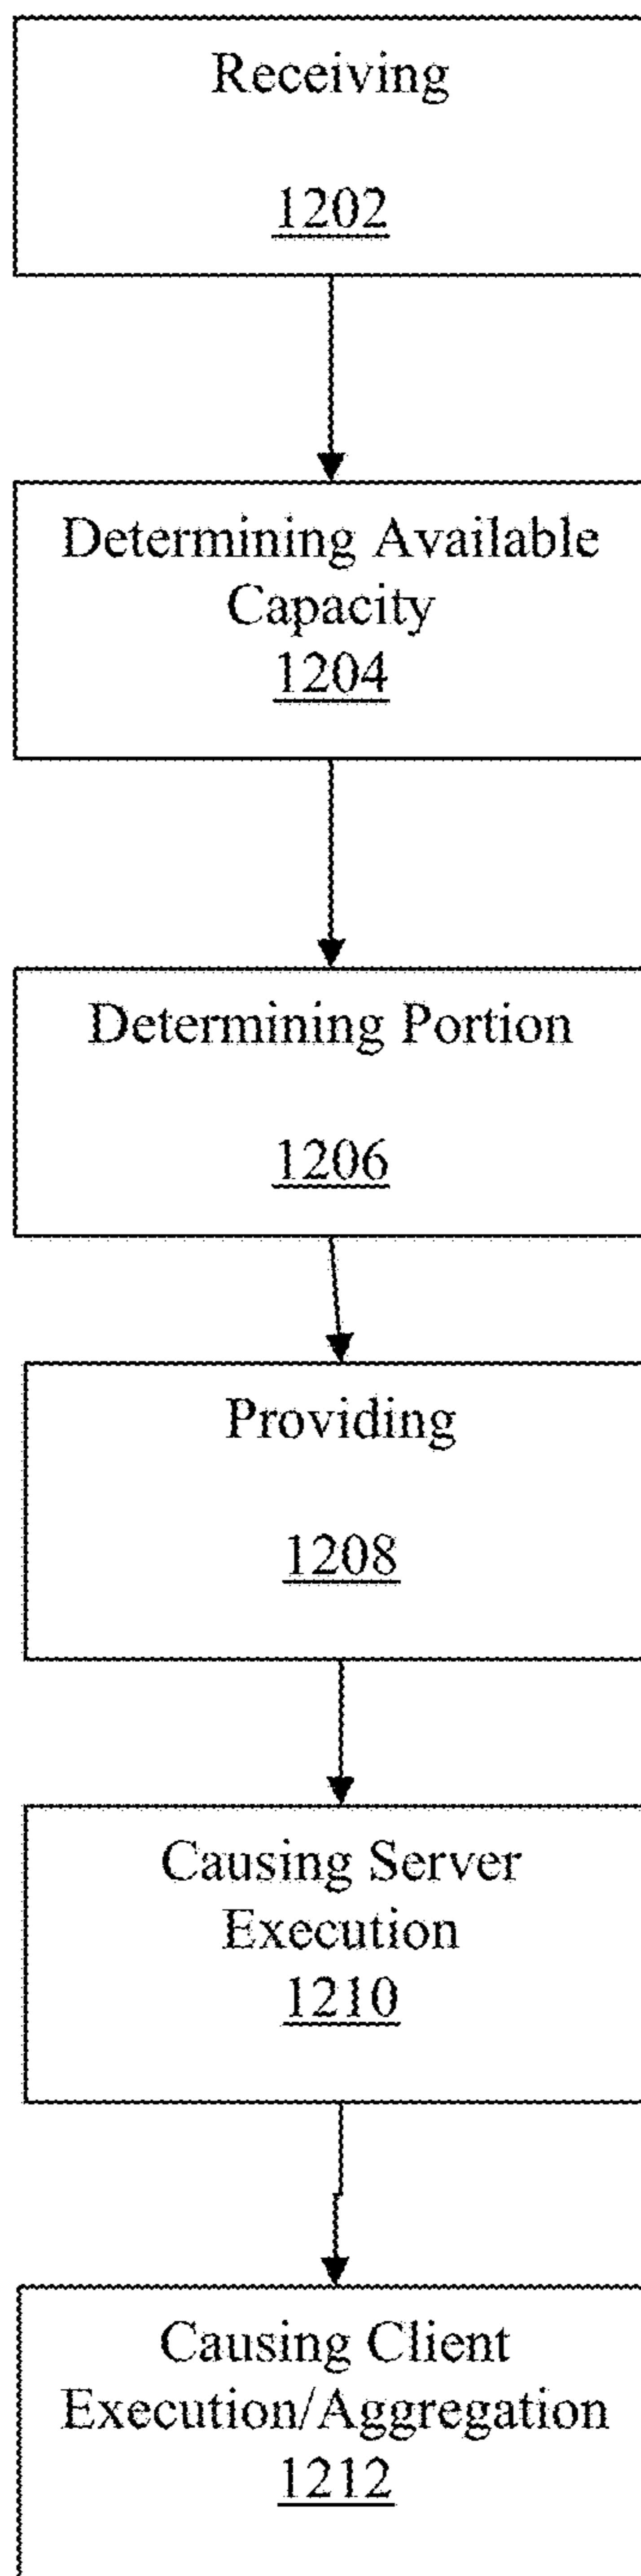 Receiving
1202
Determining Available
Capacity
1204
Determining Portion
1206
Providing
1208
Causing Server
Execution
1210
Causing Client
Execution/Aggregation
1212